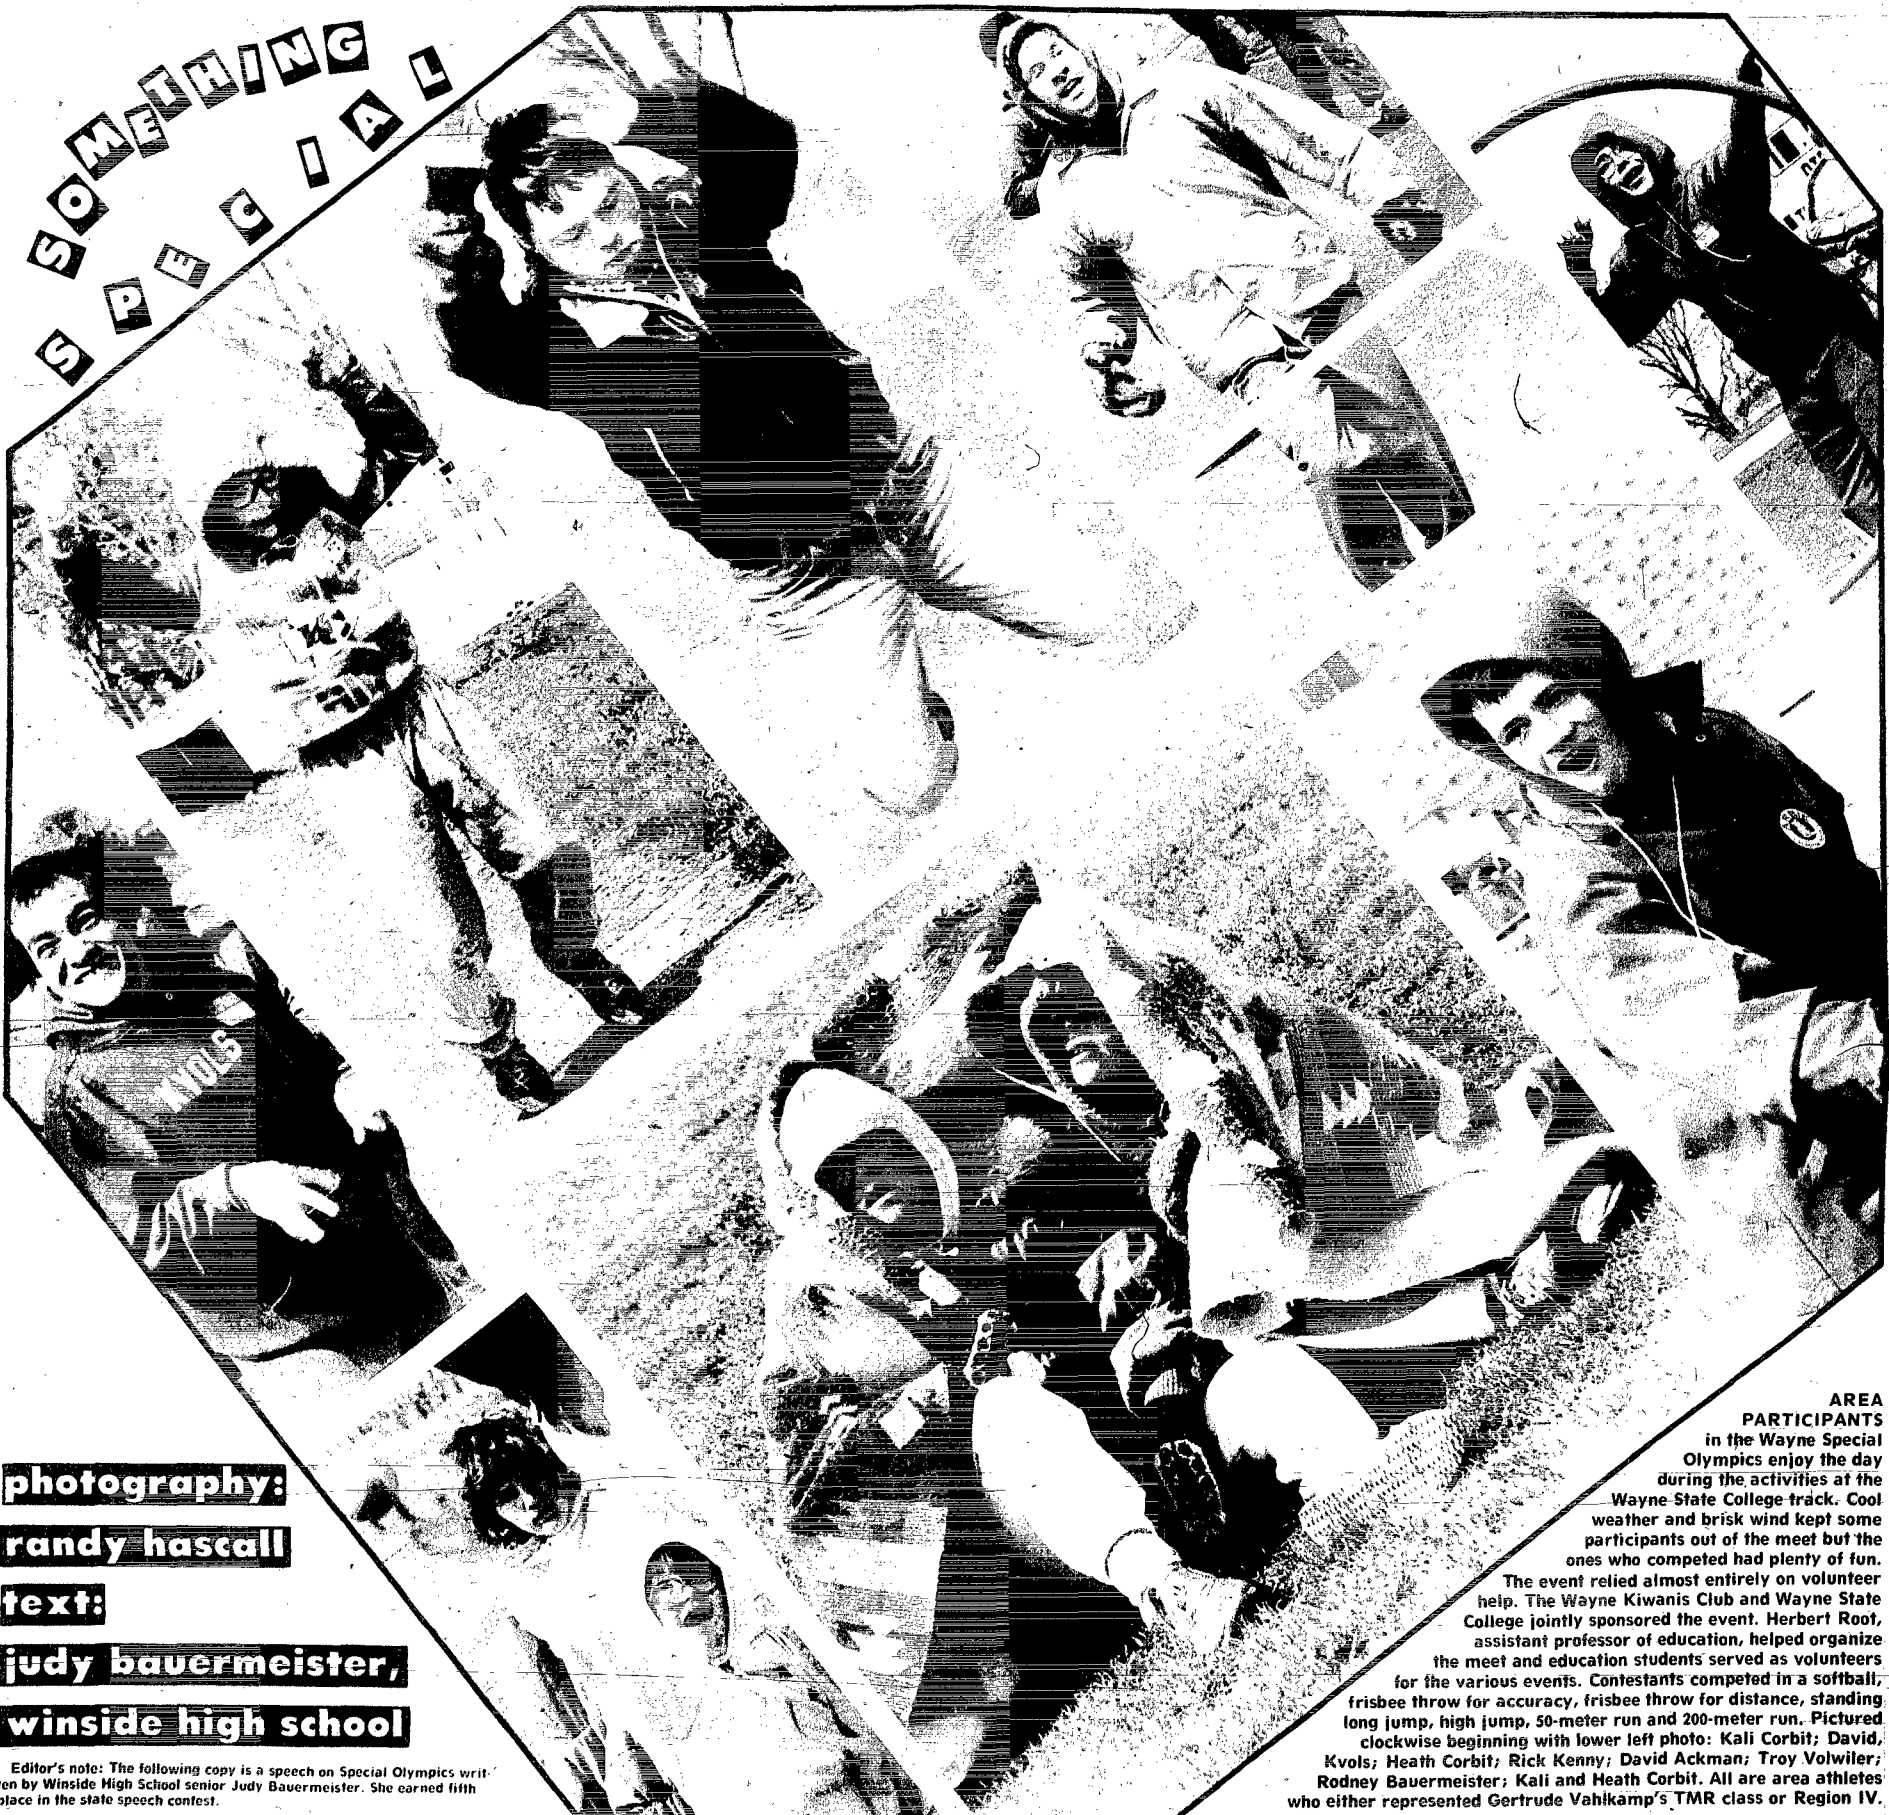 SOMETHING
SPECIAL
KVOLS
photography:
randy hascall
text:
judy bauermeister,
winside high school
Editor's note: The following copy is a speech on Special Olympics writ-
en by Winside High School senior Judy Bauermeister. She earned fifth
place in the state speech contest.
AREA
PARTICIPANTS
in the Wayne Special
Olympics enjoy the day
during the activities at the
Wayne State College track. Cool
weather and brisk wind kept some
participants out of the meet but the
ones who competed had plenty of fun.
The event relied almost entirely on volunteer
help. The Wayne Kiwanis Club and Wayne State
College jointly sponsored the event. Herbert Root,
assistant professor of education, helped organize
the meet and education students served as volunteers
for the various events. Contestants competed in a softball,
frisbee throw for accuracy, frisbee throw for distance, standing
long jump, high jump, 50-meter run and 200-meter run. Pictured
clockwise beginning with lower left photo: Kali Corbit; David,
Kvols; Heath Corbit; Rick Kenny; David Ackman; Troy Volwiler;
Rodney Bauermeister; Kali and Heath Corbit. All are area athletes
who either represented Gertrude Vahlkamp's TMR class or Region IV.